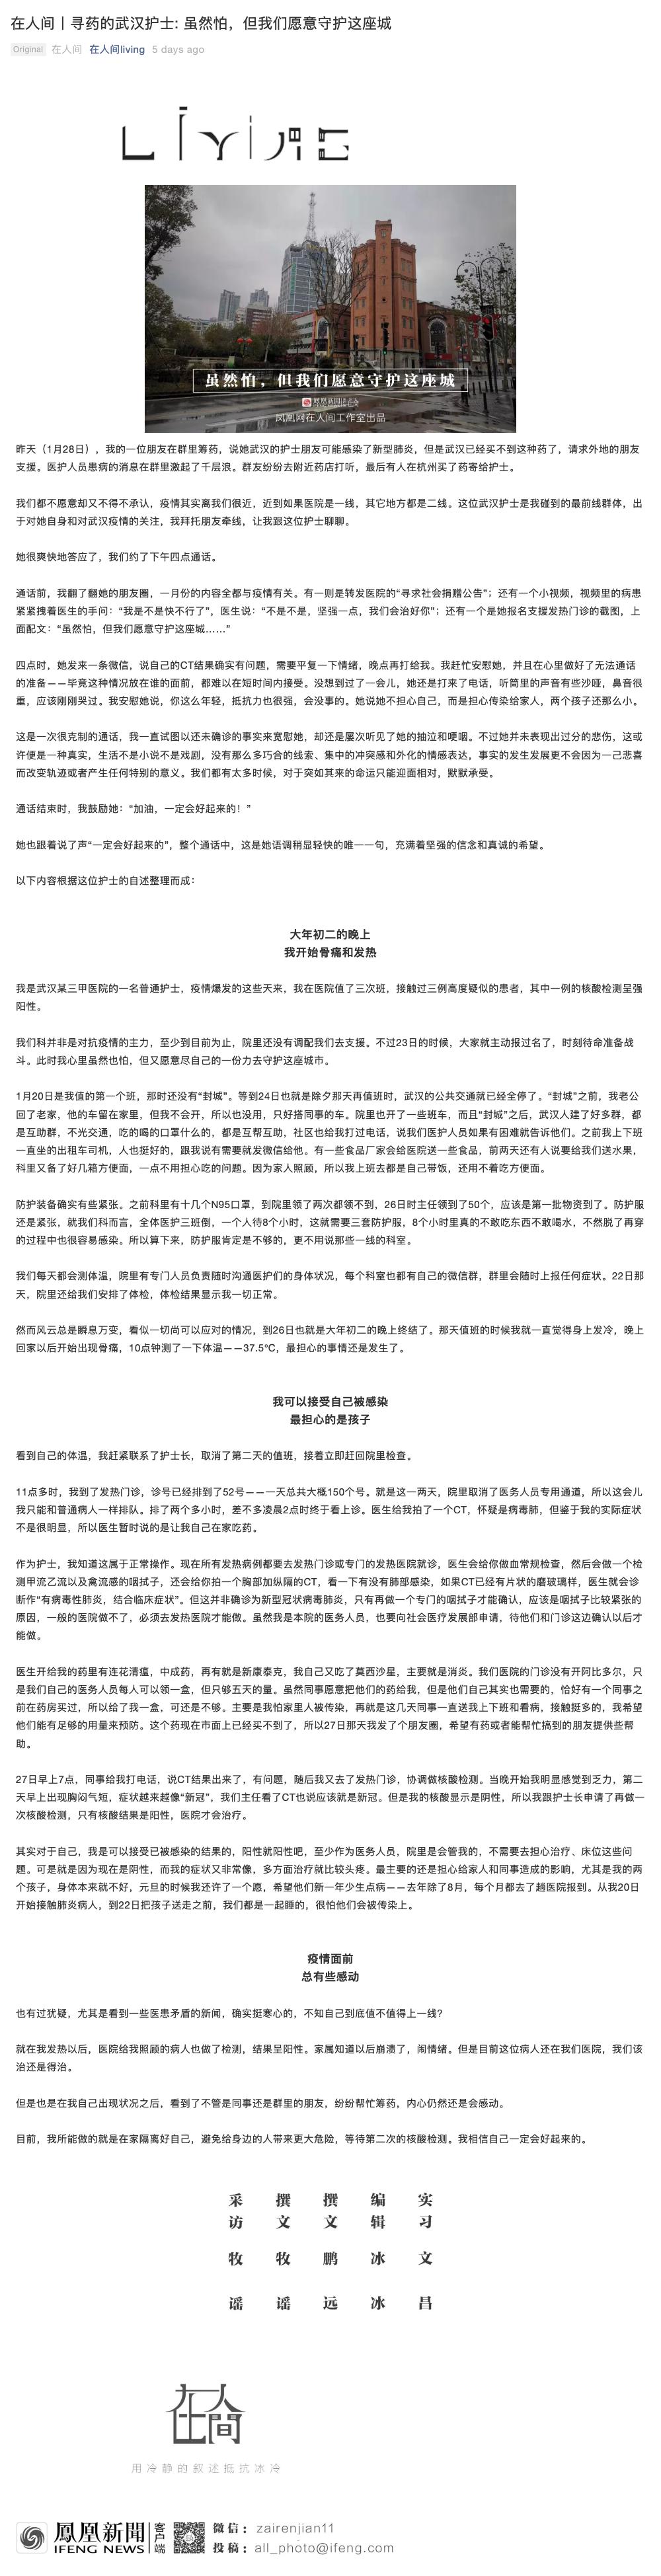 在人间丨寻药的武汉护士: 虽然怕，但我们愿意守护这座城
Original 在人间 在人间living 5 days ago
LIVING
虽然怕，但我们愿意守护这座城
凤凰网在人间工作室出品
昨天（1月28日），我的一位朋友在群里筹药，说她武汉的护士朋友可能感染了新型肺炎，但是武汉已经买不到这种药了，请求外地的朋友
支援。医护人员患病的消息在群里激起了千层浪。群友纷纷去附近药店打听，最后有人在杭州买了药寄给护士。
我们都不愿意却又不得不承认，疫情其实离我们很近，近到如果医院是一线，其它地方都是二线。这位武汉护士是我碰到的最前线群体，出
于对她自身和对武汉疫情的关注，我拜托朋友牵线，让我跟这位护士聊聊。
她很爽快地答应了，我们约了下午四点通话。
通话前，我翻了翻她的朋友圈，一月份的内容全都与疫情有关。有一则是转发医院的“寻求社会捐赠公告”；还有一个小视频，视频里的病患
紧紧拽着医生的手问：“我是不是快不行了”，医生说：“不是不是，坚强一点，我们会治好你”；还有一个是她报名支援发热门诊的截图，上
面配文：“虽然怕，但我们愿意守护这座城……”
四点时，她发来一条微信，说自己的CT结果确实有问题，需要平复一下情绪，晚点再打给我。我赶忙安慰她，并且在心里做好了无法通话
的准备——毕竟这种情况放在谁的面前，都难以在短时间内接受。没想到过了一会儿，她还是打来了电话，听筒里的声音有些沙哑，鼻音很
重，应该刚刚哭过。我安慰她说，你这么年轻，抵抗力也很强，会没事的。她说她不担心自己，而是担心传染给家人，两个孩子还那么小。
这是一次很克制的通话，我一直试图以还未确诊的事实来宽慰她，却还是屡次听见了她的抽泣和哽咽。不过她并未表现出过分的悲伤，这或
许便是一种真实，生活不是小说不是戏剧，没有那么多巧合的线索、集中的冲突感和外化的情感表达，事实的发生发展更不会因为一己悲喜
而改变轨迹或者产生任何特别的意义。我们都有太多时候，对于突如其来的命运只能迎面相对，默默承受。
通话结束时，我鼓励她：“加油，一定会好起来的！”
她也跟着说了声“一定会好起来的”，整个通话中，这是她语调稍显轻快的唯一一句，充满着坚强的信念和真诚的希望。
以下内容根据这位护士的自述整理而成：
大年初二的晚上
我开始骨痛和发热
我是武汉某三甲医院的一名普通护士，疫情爆发的这些天来，我在医院值了三次班，接触过三例高度疑似的患者，其中一例的核酸检测呈强
阳性。
我们科并非是对抗疫情的主力，至少到目前为止，院里还没有调配我们去支援。不过23日的时候，大家就主动报过名了，时刻待命准备战
斗。此时我心里虽然也怕，但又愿意尽自己的一份力去守护这座城市。
1月20日是我值的第一个班，那时还没有“封城”。等到24日也就是除夕那天再值班时，武汉的公共交通就已经全停了。“封城”之前，我老公
回了老家，他的车留在家里，但我不会开，所以也没用，只好搭同事的车。院里也开了一些班车，而且“封城”之后，武汉人建了好多群，都
是互助群，不光交通，吃的喝的口罩什么的，都是互帮互助，社区也给我打过电话，说我们医护人员如果有困难就告诉他们。之前我上下班
一直坐的出租车司机，人也挺好的，跟我说有需要就发微信给他。有一些食品厂家会给医院送一些食品，前两天还有人说要给我们送水果，
科里又备了好几箱方便面，一点不用担心吃的问题。因为家人照顾，所以我上班去都是自己带饭，还用不着吃方便面。
防护装备确实有些紧张。之前科里有十几个N95口罩，到院里领了两次都领不到，26日时主任领到了50个，应该是第一批物资到了。防护服
还是紧张，就我们科而言，全体医护三班倒，一个人待8个小时，这就需要三套防护服，8个小时里真的不敢吃东西不敢喝水，不然脱了再穿
的过程中也很容易感染。所以算下来，防护服肯定是不够的，更不用说那些一线的科室。
我们每天都会测体温，院里有专门人员负责随时沟通医护们的身体状况，每个科室也都有自己的微信群，群里会随时上报任何症状。22日那
天，院里还给我们安排了体检，体检结果显示我一切正常。
然而风云总是瞬息万变，看似一切尚可以应对的情况，到26日也就是大年初二的晚上终结了。那天值班的时候我就一直觉得身上发冷，晚上
回家以后开始出现骨痛，10点钟测了一下体温——37.5℃，最担心的事情还是发生了。
我可以接受自己被感染
最担心的是孩子
看到自己的体温，我赶紧联系了护士长，取消了第二天的值班，接着立即赶回院里检查。
11点多时，我到了发热门诊，诊号已经排到了52号——一天总共大概150个号。就是这一两天，院里取消了医务人员专用通道，所以这会儿
我只能和普通病人一样排队。排了两个多小时，差不多凌晨2点时终于看上诊。医生给我拍了一个CT，怀疑是病毒肺，但鉴于我的实际症状
不是很明显，所以医生暂时说的是让我自己在家吃药。
作为护士，我知道这属于正常操作。现在所有发热病例都要去发热门诊或专门的发热医院就诊，医生会给你做血常规检查，然后会做一个检
测甲流乙流以及禽流感的咽拭子，还会给你拍一个胸部加纵隔的CT，看一下有没有肺部感染，如果CT已经有片状的磨玻璃样，医生就会诊
断作“有病毒性肺炎，结合临床症状”。但这并非确诊为新型冠状病毒肺炎，只有再做一个专门的咽拭子才能确认，应该是咽拭子比较紧张的
原因，一般的医院做不了，必须去发热医院才能做。虽然我是本院的医务人员，也要向社会医疗发展部申请，待他们和门诊这边确认以后才
能做。
医生开给我的药里有连花清瘟，中成药，再有就是新康泰克，我自己又吃了莫西沙星，主要就是消炎。我们医院的门诊没有开阿比多尔，只
是我们自己的医务人员每人可以领一盒，但只够五天的量。虽然同事愿意把他们的药给我，但是他们自己其实也需要的，恰好有一个同事之
前在药房买过，所以给了我一盒，可还是不够。主要是我怕家里人被传染，再就是这几天同事一直送我上下班和看病，接触挺多的，我希望
他们能有足够的用量来预防。这个药现在市面上已经买不到了，所以27日那天我发了个朋友圈，希望有药或者能帮忙搞到的朋友提供些帮
助。
27日早上7点，同事给我打电话，说CT结果出来了，有问题，随后我又去了发热门诊，协调做核酸检测。当晚开始我明显感觉到乏力，第二
天早上出现胸闷气短，症状越来越像“新冠”，我们主任看了CT也说应该就是新冠。但是我的核酸显示是阴性，所以我跟护士长申请了再做一
次核酸检测，只有核酸结果是阳性，医院才会治疗。
其实对于自己，我是可以接受已被感染的结果的，阳性就阳性吧，至少作为医务人员，院里是会管我的，不需要去担心治疗、床位这些问
题。可是就是因为现在是阴性，而我的症状又非常像，多方面治疗就比较头疼。最主要的还是担心给家人和同事造成的影响，尤其是我的两
个孩子，身体本来就不好，元旦的时候我还许了一个愿，希望他们新一年少生点病——去年除了8月，每个月都去了趟医院报到。从我20日
开始接触肺炎病人，到22日把孩子送走之前，我们都是一起睡的，很怕他们会被传染上。
疫情面前
总有些感动
也有过犹疑，尤其是看到一些医患矛盾的新闻，确实挺寒心的，不知自己到底值不值得上一线？
就在我发热以后，医院给我照顾的病人也做了检测，结果呈阳性。家属知道以后崩溃了，闹情绪。但是目前这位病人还在我们医院，我们该
治还是得治。
但是也是在我自己出现状况之后，看到了不管是同事还是群里的朋友，纷纷帮忙筹药，内心仍然还是会感动。
目前，我所能做的就是在家隔离好自己，避免给身边的人带来更大危险，等待第二次的核酸检测。我相信自己一定会好起来的。
采访 牧谣
撰文 牧谣
撰文 鹏远
编辑 冰冰
实习 文昌
在人间
用冷静的叙述抵抗冰冷
鳳凰新聞 客户端
IFENG NEWS
微信：zairenjian11
投稿：all_photo@ifeng.com